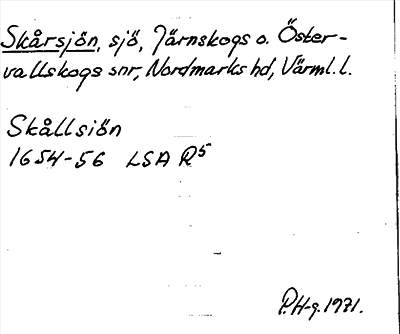 Skårsjön, sjö, Järnskogs o. Öster-
vallskogs snr, Nordmarks hd, Värml. l.
Skållsiön
1654-56 LSA R5
P.H-g. 1971.